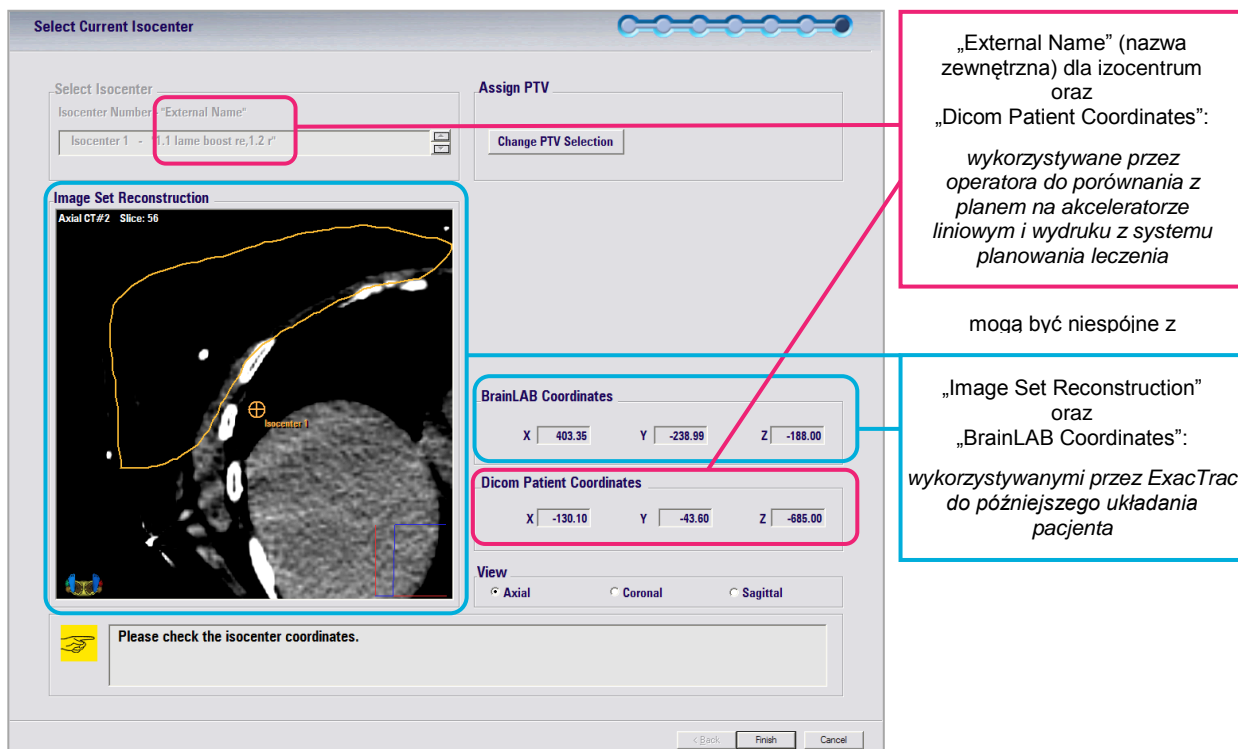 Select Current Isocenter
Select Isocenter
Isocenter Number - "External Name"
Isocenter 1 - "1.1 lame boost re,1.2 r"
Assign PTV
Change PTV Selection
Image Set Reconstruction
Axial CT#2 Slice: 56
Isocenter 1
BrainLAB Coordinates
X 403.35 Y -238.99 Z -188.00
Dicom Patient Coordinates
X -130.10 Y -43.60 Z -685.00
View
Axial Coronal Sagittal
Please check the isocenter coordinates.
< Back Finish Cancel
„External Name” (nazwa
zewnętrzna) dla izocentrum
oraz
„Dicom Patient Coordinates”:
wykorzystywane przez
operatora do porównania z
planem na akceleratorze
liniowym i wydruku z systemu
planowania leczenia
mogą być niespójne z
„Image Set Reconstruction”
oraz
„BrainLAB Coordinates”:
wykorzystywanymi przez ExacTrac
do późniejszego układania
pacjenta